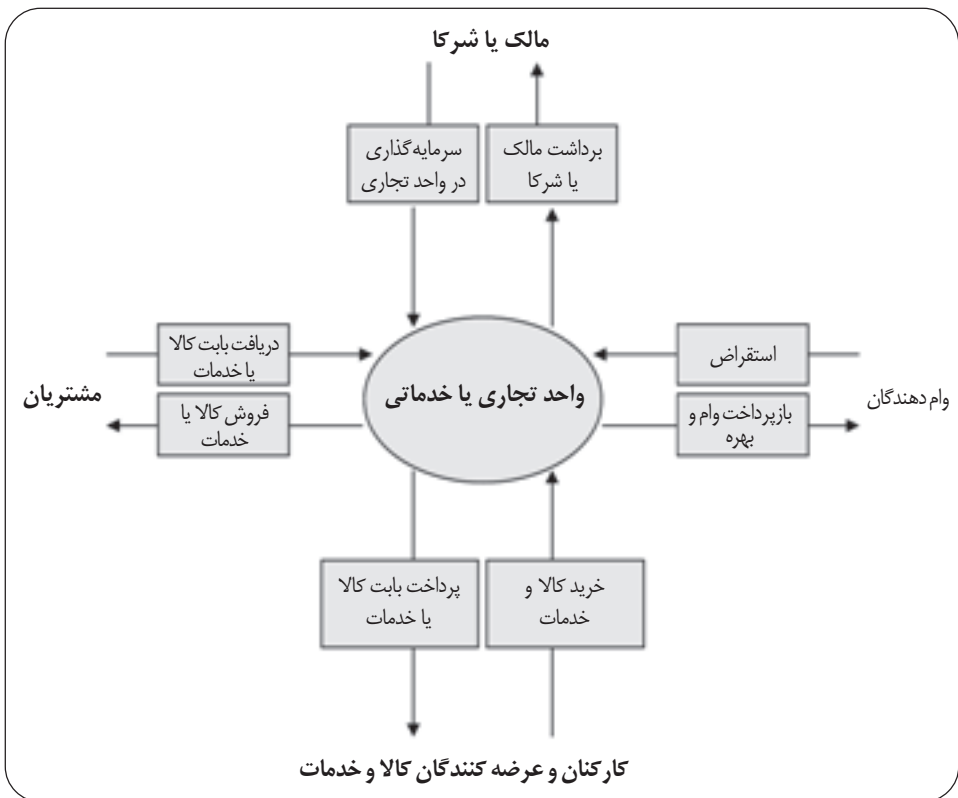 مالک یا شرکا
سرمایه‌گذاری
در واحد تجاری
برداشت مالک
یا شرکا
دریافت بابت کالا
یا خدمات
استقراض
مشتریان
واحد تجاری یا خدماتی
وام دهندگان
فروش کالا یا
خدمات
بازپرداخت وام و
بهره
پرداخت بابت کالا
یا خدمات
خرید کالا و
خدمات
کارکنان و عرضه کنندگان کالا و خدمات